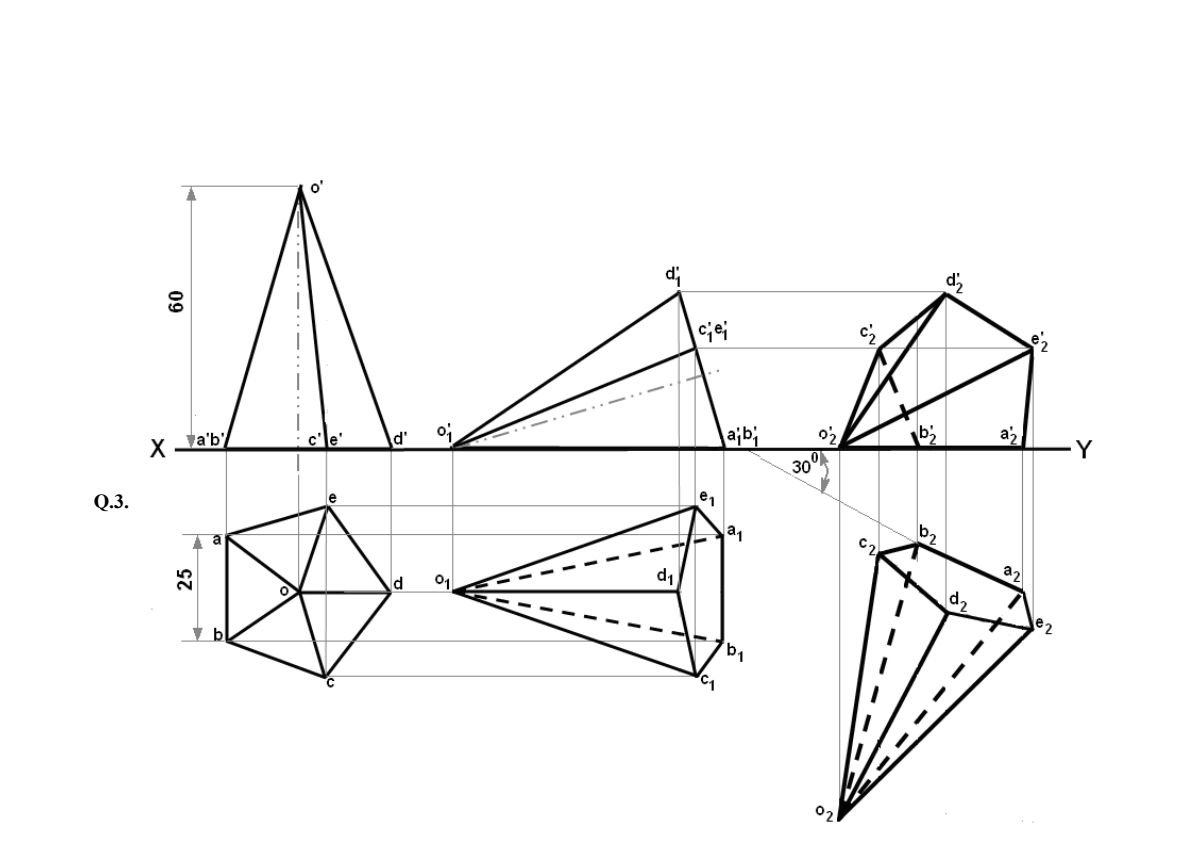 o'
60
d'₁
c'₁e'₁
d'₂
c'₂
e'₂
X
a'b'
c'
e'
d'
o'₁
a'₁b'₁
o'₂
b'₂
a'₂
Y
30⁰
Q.3.
25
a
e
o
d
b
c
o₁
e₁
a₁
d₁
b₁
c₁
c₂
b₂
a₂
d₂
e₂
o₂